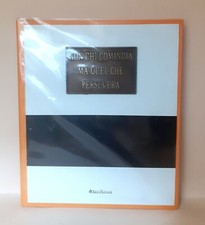 NON CHI COMINCIA
MA QUEL CHE
PERSEVERA